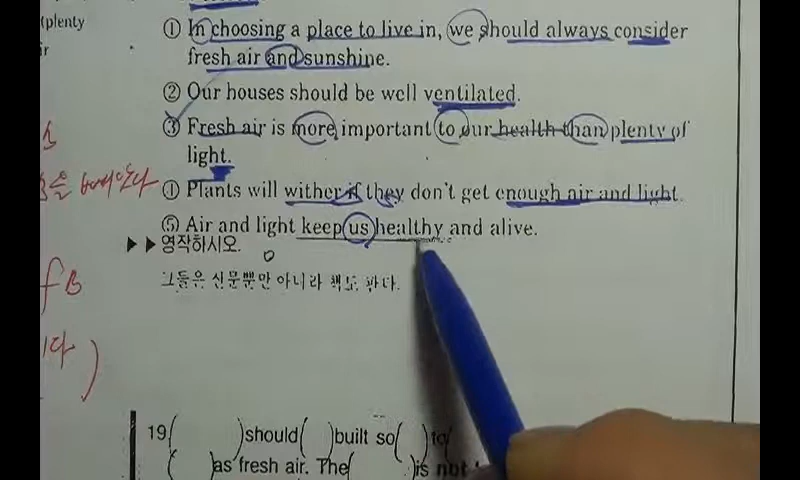 (plenty
ir
① In choosing a place to live in, we should always consider
fresh air and sunshine.
② Our houses should be well ventilated.
③ Fresh air is more important to our health than plenty of
light.
① Plants will wither if they don't get enough air and light.
⑤ Air and light keep us healthy and alive.
▶▶영작하시오.
그들은 신문뿐만 아니라 책도 판다.
f B
19( )should( )built so( )to
( )as fresh air. The( )is not